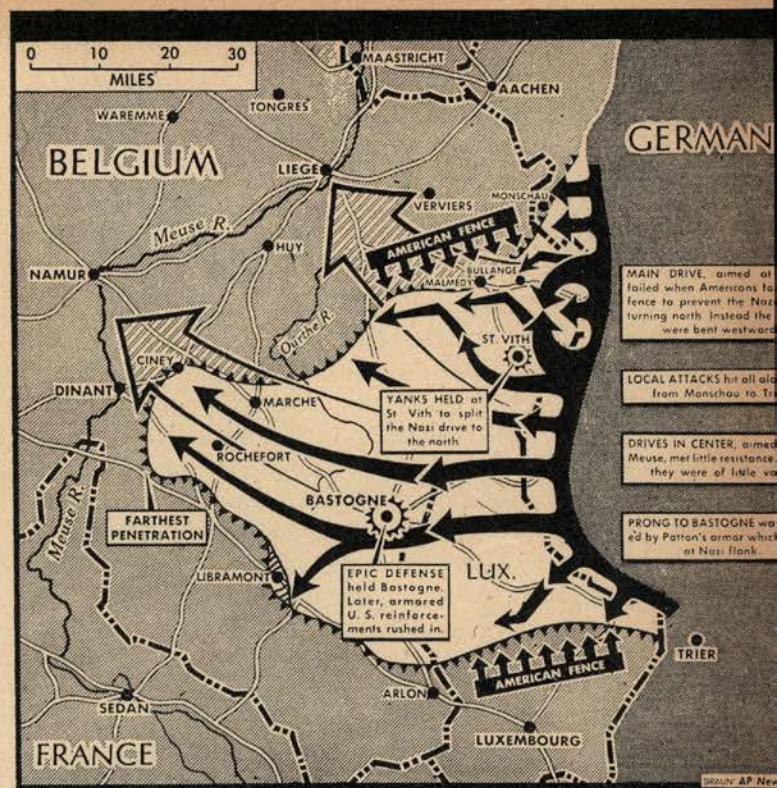 0 10 20 30
MILES
MAASTRICHT
AACHEN
TONGRES
WAREMME
BELGIUM
GERMAN
LIEGE
VERVIERS
MONSCHAU
Meuse R.
HUY
AMERICAN FENCE
NAMUR
BULLANGE
MALMEDY
MAIN DRIVE, aimed at
failed when Americans
fence to prevent the
turning north. Instead the
were bent westward
Ourthe R.
ST. VITH
CINEY
DINANT
MARCHE
YANKS HELD at
St Vith to split
the Nazi drive to
the north
LOCAL ATTACKS hit all
from Monschau to
ROCHEFORT
DRIVES IN CENTER, aimed
Meuse, met little resistance.
they were of little
BASTOGNE
Meuse R.
FARTHEST
PENETRATION
PRONG TO BASTOGNE
by Patton's armor which
at Nazi flank.
LIBRAMONT
EPIC DEFENSE
held Bastogne.
Later, armored
U. S. reinforce-
ments rushed in.
LUX.
TRIER
AMERICAN FENCE
ARLON
SEDAN
LUXEMBOURG
FRANCE
BRAUN AP New